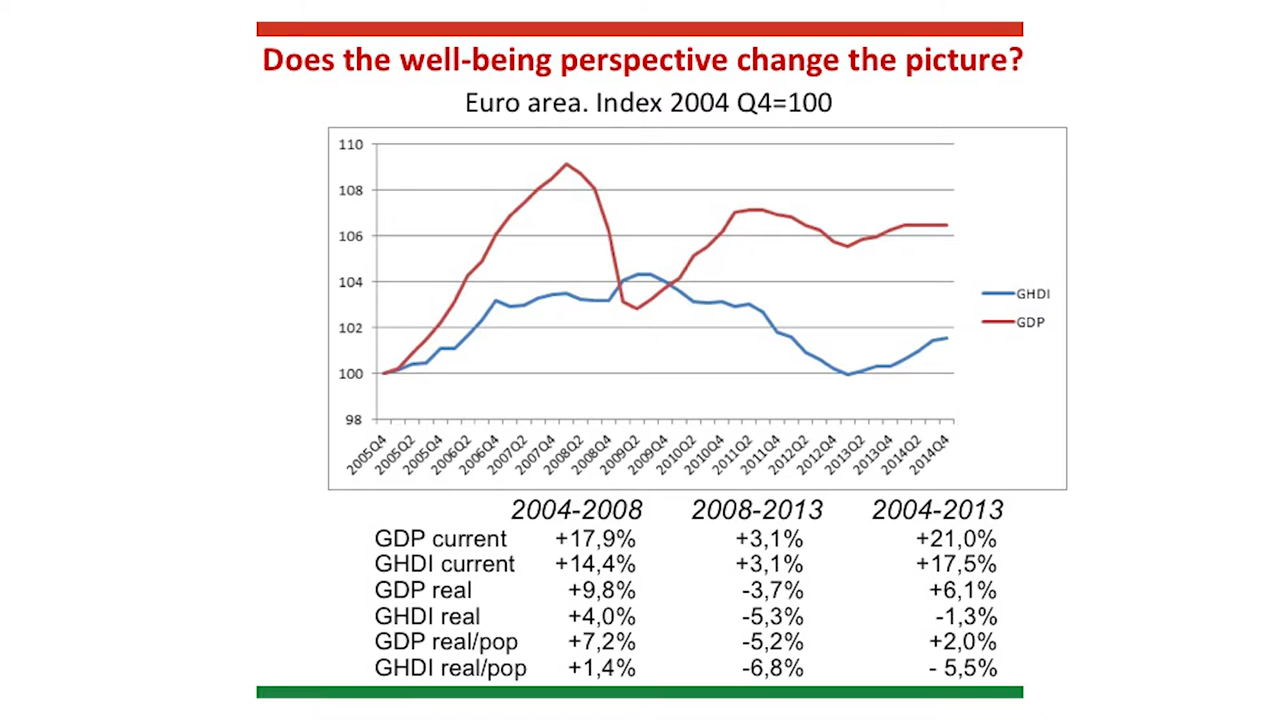 Does the well-being perspective change the picture?
Euro area. Index 2004 Q4=100
110
108
106
104
102
100
98
GHDI
GDP
2005Q4
2005Q2
2005Q4
2006Q2
2006Q4
2007Q2
2007Q4
2008Q2
2008Q4
2009Q2
2009Q4
2010Q2
2010Q4
2011Q2
2011Q4
2012Q2
2012Q4
2013Q2
2013Q4
2014Q2
2014Q4
2004-2008 2008-2013 2004-2013
GDP current +17,9% +3,1% +21,0%
GHDI current +14,4% +3,1% +17,5%
GDP real +9,8% -3,7% +6,1%
GHDI real +4,0% -5,3% -1,3%
GDP real/pop +7,2% -5,2% +2,0%
GHDI real/pop +1,4% -6,8% - 5,5%